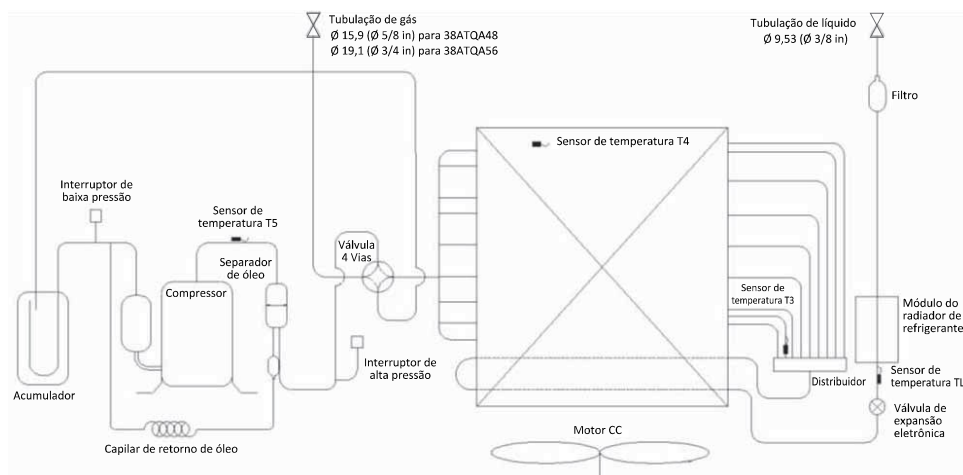 Tubulação de gás
Ø 15,9 (Ø 5/8 in) para 38ATQA48
Ø 19,1 (Ø 3/4 in) para 38ATQA56
Tubulação de líquido
Ø 9,53 (Ø 3/8 in)
Filtro
Sensor de temperatura T4
Interruptor de
baixa pressão
Sensor de
temperatura T5
Separador
de óleo
Válvula
4 Vias
Compressor
Sensor de
temperatura T3
Módulo do
radiador de
refrigerante
Acumulador
Interruptor de
alta pressão
Distribuidor
Sensor de
temperatura TL
Válvula de
expansão
eletrônica
Capilar de retorno de óleo
Motor CC